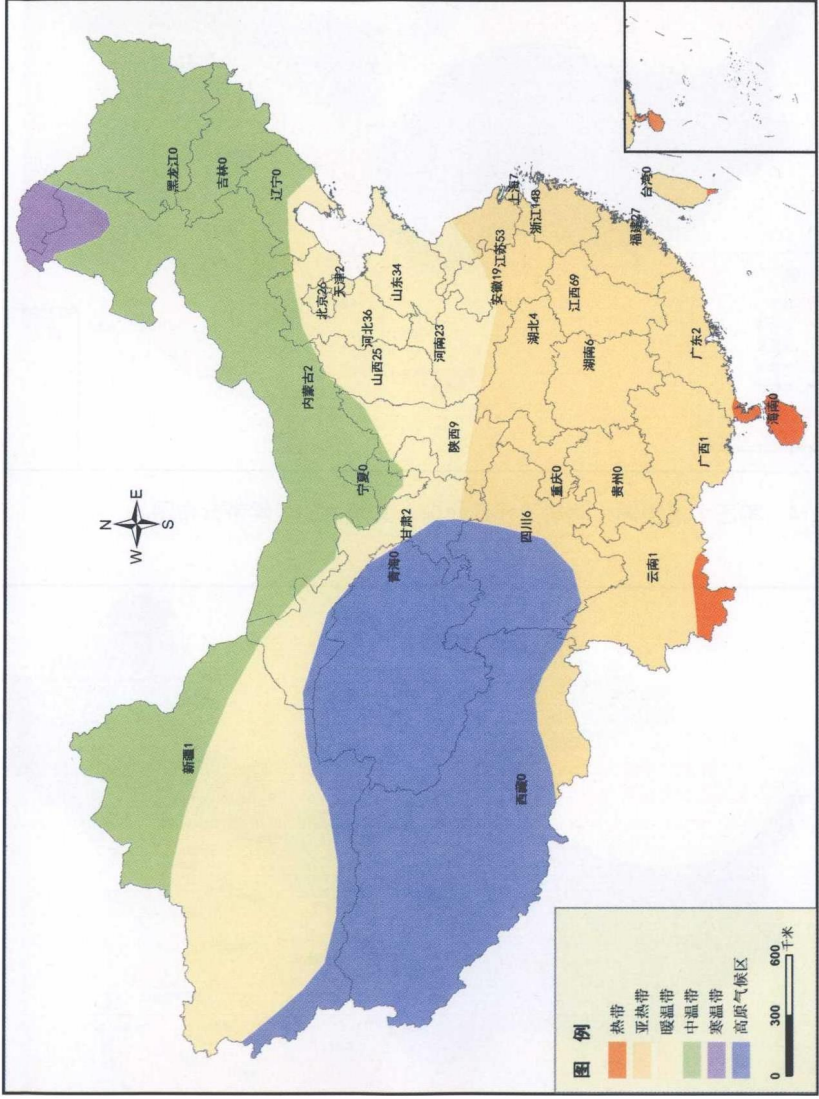 N
W
E
S
黑龙江0
吉林0
辽宁0
内蒙古2
新疆1
北京26
天津2
河北36
山西25
山东34
宁夏0
甘肃2
青海0
陕西9
河南23
安徽19
江苏53
上海7
浙江148
西藏0
四川6
重庆0
湖北4
湖南6
江西69
贵州0
福建27
台湾0
云南1
广西1
广东2
海南0
图 例
热带
亚热带
暖温带
中温带
寒温带
高原气候区
0 300 600
千米